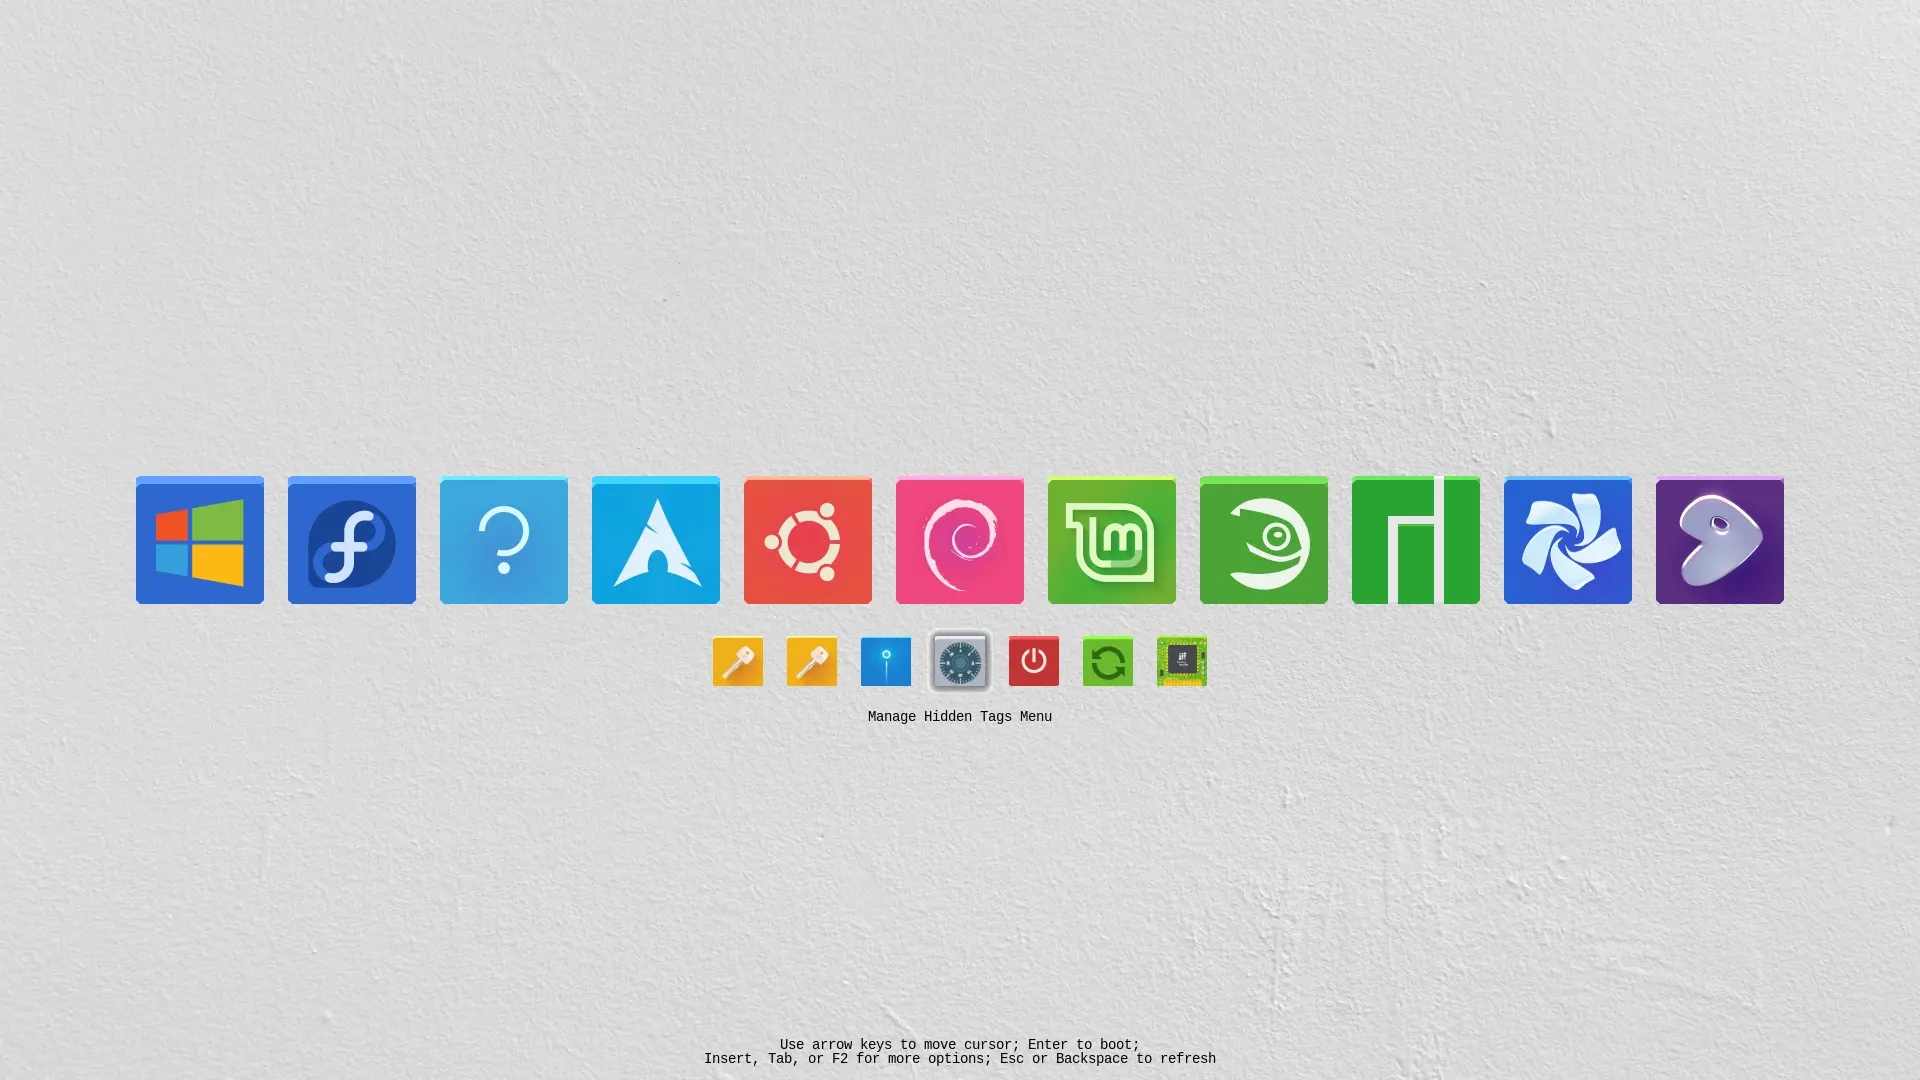 Manage Hidden Tags Menu
Use arrow keys to move cursor; Enter to boot;
Insert, Tab, or F2 for more options; Esc or Backspace to refresh